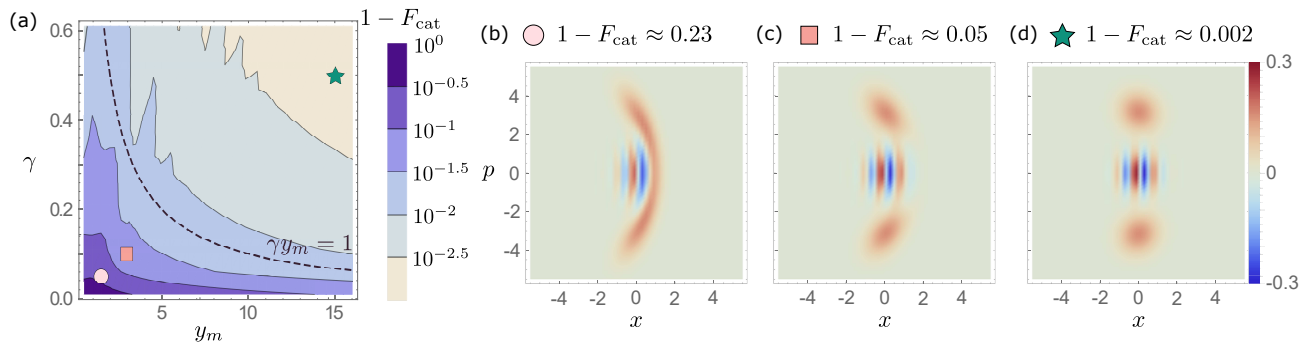 (a)
1 − F_cat
0.6
0.4
γ
0.2
0.0
5
10
15
y_m
γy_m = 1
10^0
10^−0.5
10^−1
10^−1.5
10^−2
10^−2.5
(b) 1 − F_cat ≈ 0.23
4
2
p 0
-2
-4
-4 -2 0 2 4
x
(c) 1 − F_cat ≈ 0.05
-4 -2 0 2 4
x
(d) 1 − F_cat ≈ 0.002
-4 -2 0 2 4
x
0.3
0
-0.3